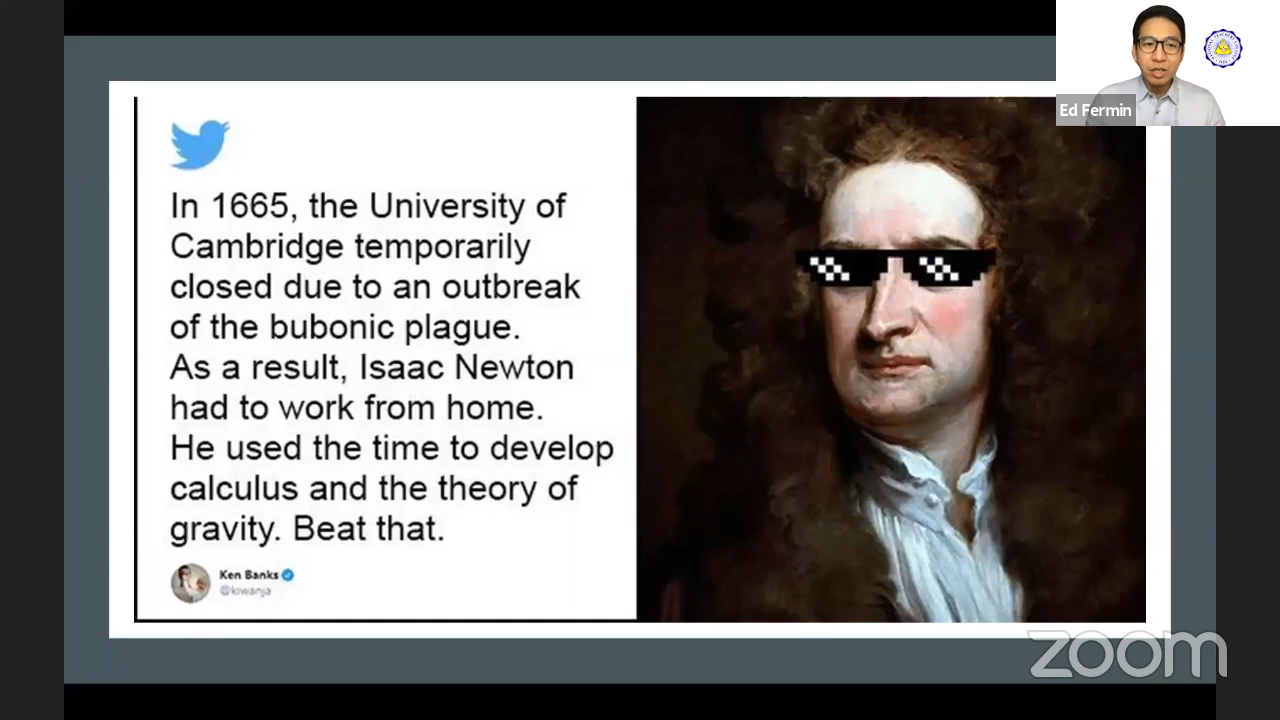 In 1665, the University of
Cambridge temporarily
closed due to an outbreak
of the bubonic plague.
As a result, Isaac Newton
had to work from home.
He used the time to develop
calculus and the theory of
gravity. Beat that.
Ken Banks
@kiwanja
Ed Fermin
zoom